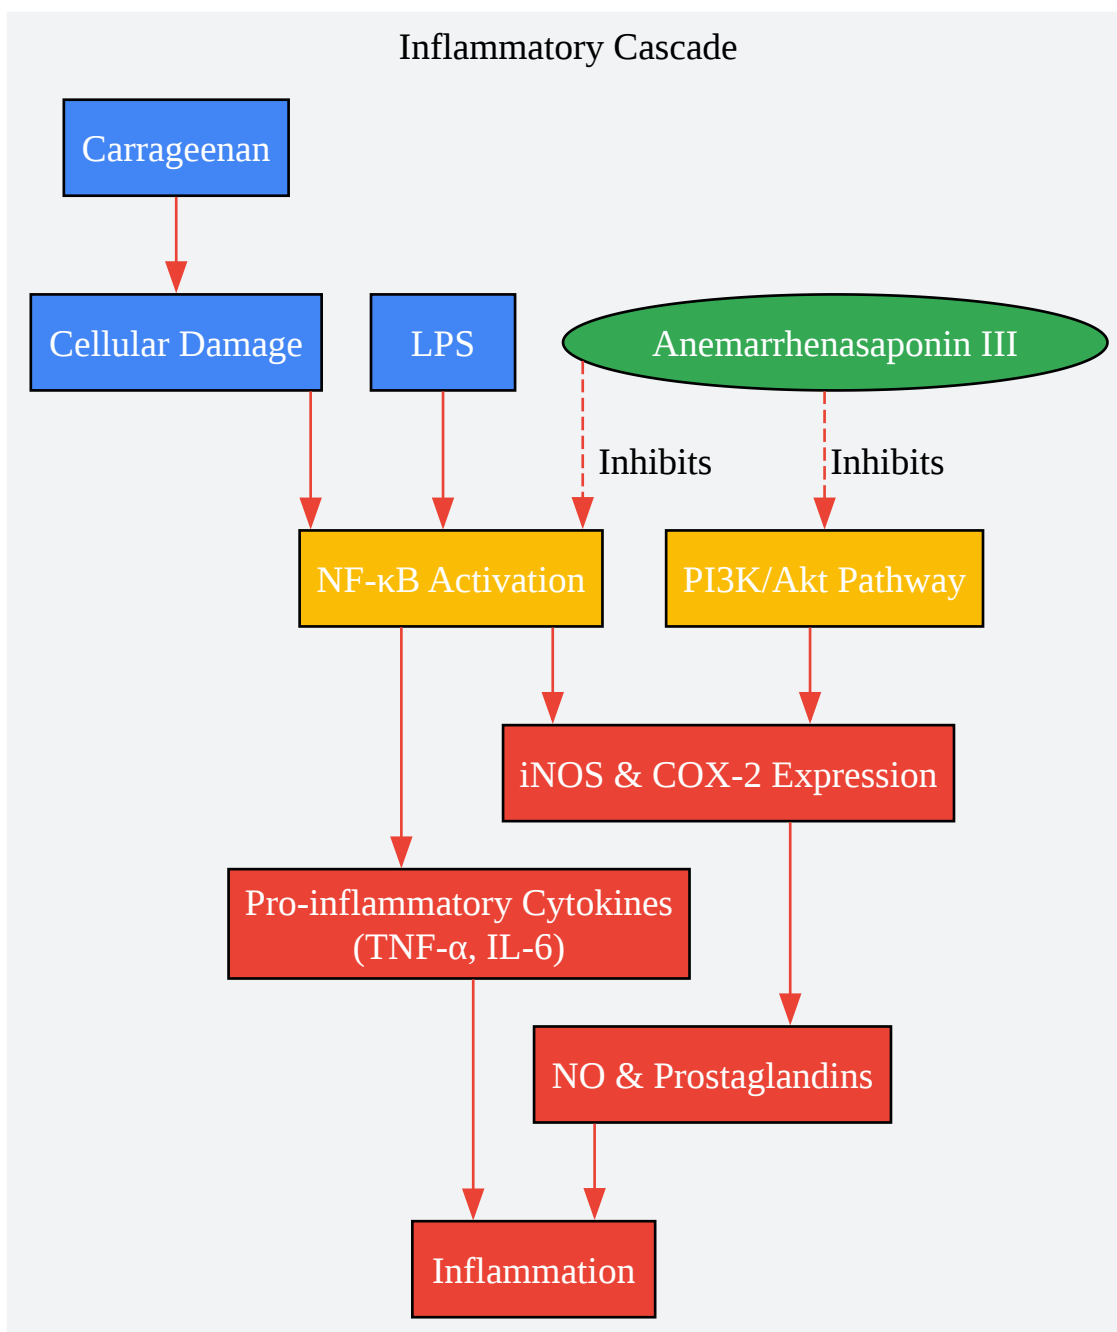 Inflammatory Cascade
Carrageenan
Cellular Damage
LPS
Anemarrhenasaponin III
Inhibits
Inhibits
NF-κB Activation
PI3K/Akt Pathway
iNOS & COX-2 Expression
Pro-inflammatory Cytokines
(TNF-α, IL-6)
NO & Prostaglandins
Inflammation